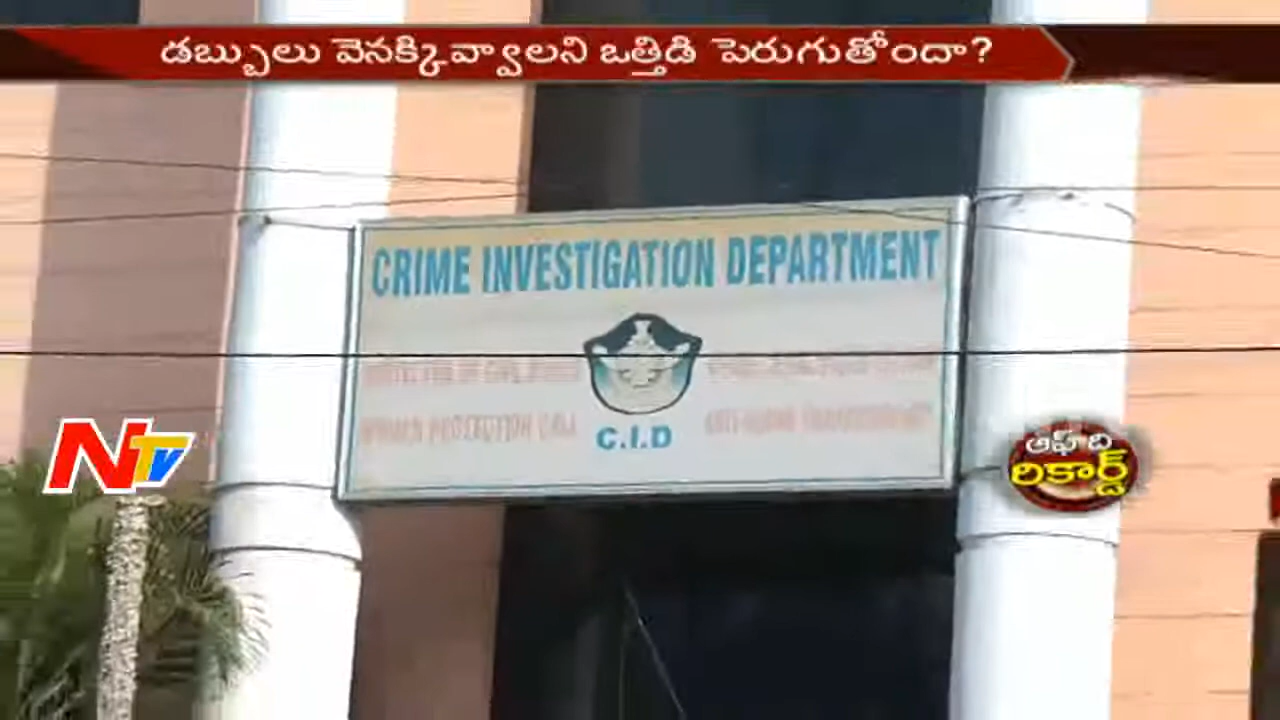 డబ్బులు వెనక్కివ్వాలని ఒత్తిడి పెరుగుతోందా?
CRIME INVESTIGATION DEPARTMENT
C.I.D
NTV
ఆఫ్ ది
రికార్డ్